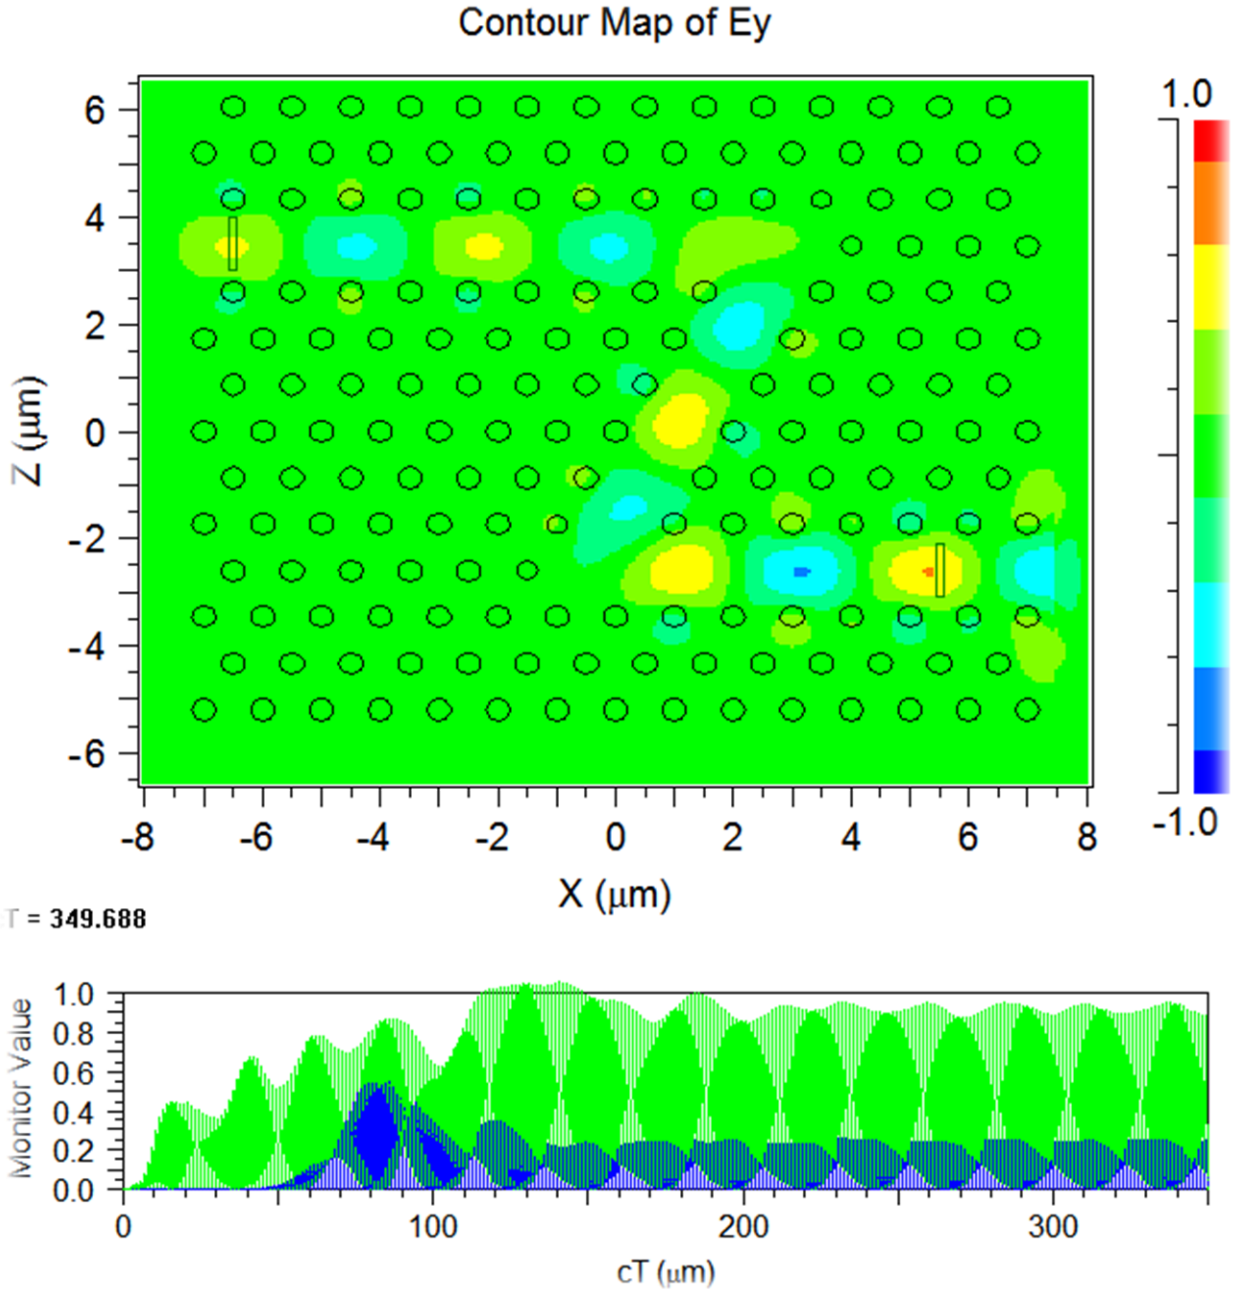 Contour Map of Ey
1.0
6
4
2
0
-2
-4
-6
Z (μm)
-1.0
-8 -6 -4 -2 0 2 4 6 8
X (μm)
T = 349.688
1.0
0.8
0.6
0.4
0.2
0.0
Monitor Value
0 100 200 300
cT (μm)